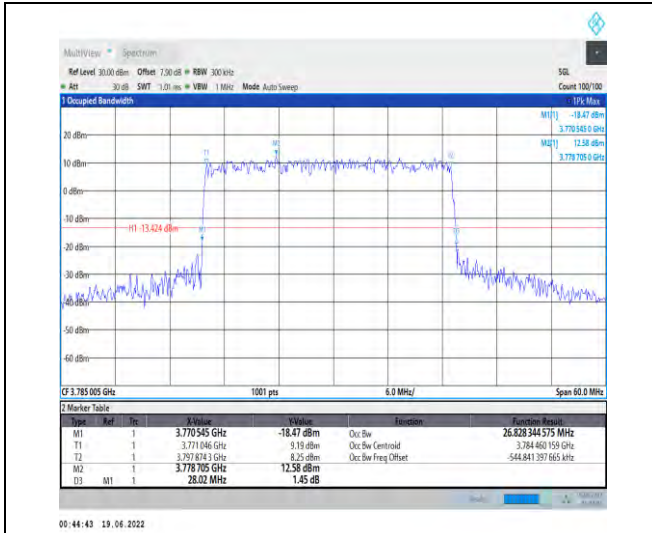 MultiView Spectrum
Ref Level 30.00 dBm Offset 7.90 dB RBW 300 kHz SGL
Att 30 dB SWT 1.01 ms VBW 1 MHz Mode Auto Sweep Count 100/100
1 Occupied Bandwidth 1Pk Max
M1[1] -18.47 dBm
3.770 545 0 GHz
20 dBm M2[1] 12.58 dBm
3.778 705 0 GHz
T1
10 dBm
0 dBm
-10 dBm
H1 -13.424 dBm
-20 dBm
-30 dBm
-40 dBm
-50 dBm
-60 dBm
CF 3.785 005 GHz 1001 pts 6.0 MHz/ Span 60.0 MHz
2 Marker Table
Type Ref Trc X-Value Y-Value Function Function Result
M1 1 3.770 545 GHz -18.47 dBm Occ Bw 26.828 344 575 MHz
T1 1 3.771 046 GHz 9.19 dBm Occ Bw Centroid 3.784 460 159 GHz
T2 1 3.797 874 3 GHz 8.25 dBm Occ Bw Freq Offset -544.841 397 665 kHz
M2 1 3.778 705 GHz 12.58 dBm
D3 M1 1 28.02 MHz 1.45 dB
00:44:43 19.06.2022